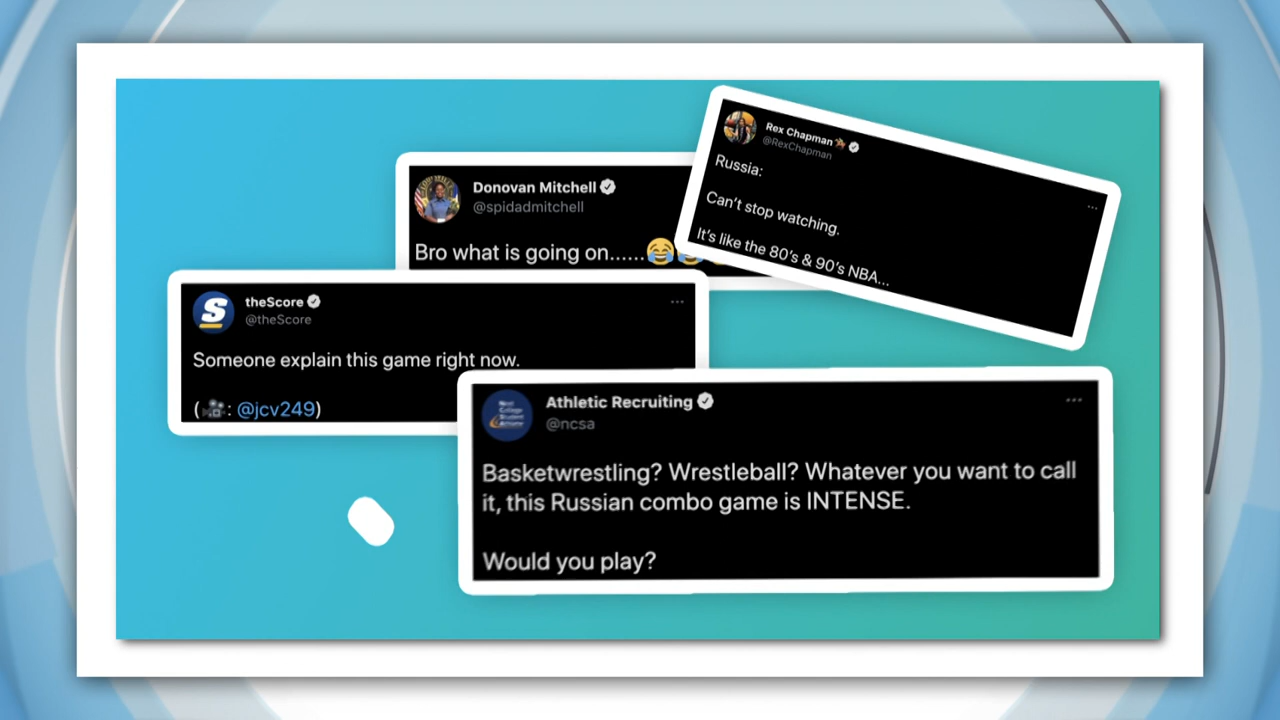 Rex Chapman
@RexChapman
Russia:
Can't stop watching.
It's like the 80's & 90's NBA...
Donovan Mitchell
@spidadmitchell
Bro what is going on......😂😂
theScore
@theScore
Someone explain this game right now.
(🎥: @jcv249)
Athletic Recruiting
@ncsa
Basketwrestling? Wrestleball? Whatever you want to call
it, this Russian combo game is INTENSE.
Would you play?